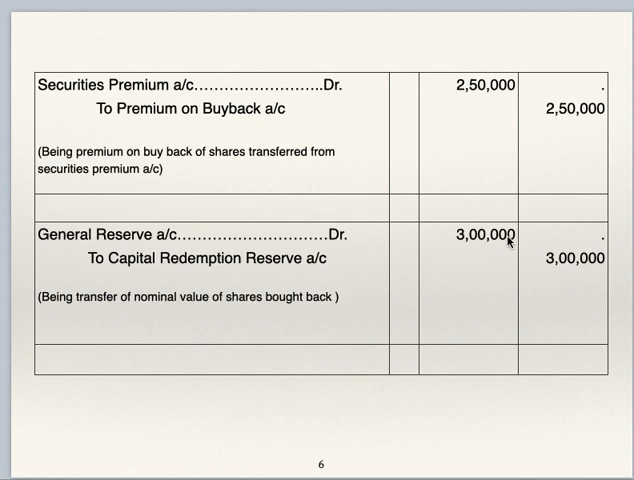 Securities Premium a/c……………………..Dr. 2,50,000 .
To Premium on Buyback a/c 2,50,000
(Being premium on buy back of shares transferred from
securities premium a/c)
General Reserve a/c…………………………Dr. 3,00,000 .
To Capital Redemption Reserve a/c 3,00,000
(Being transfer of nominal value of shares bought back )
6